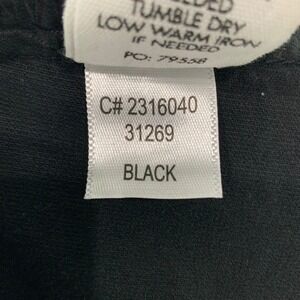 TUMBLE DRY
LOW WARM IRON
IF NEEDED
PO: 79558
C# 2316040
31269
BLACK